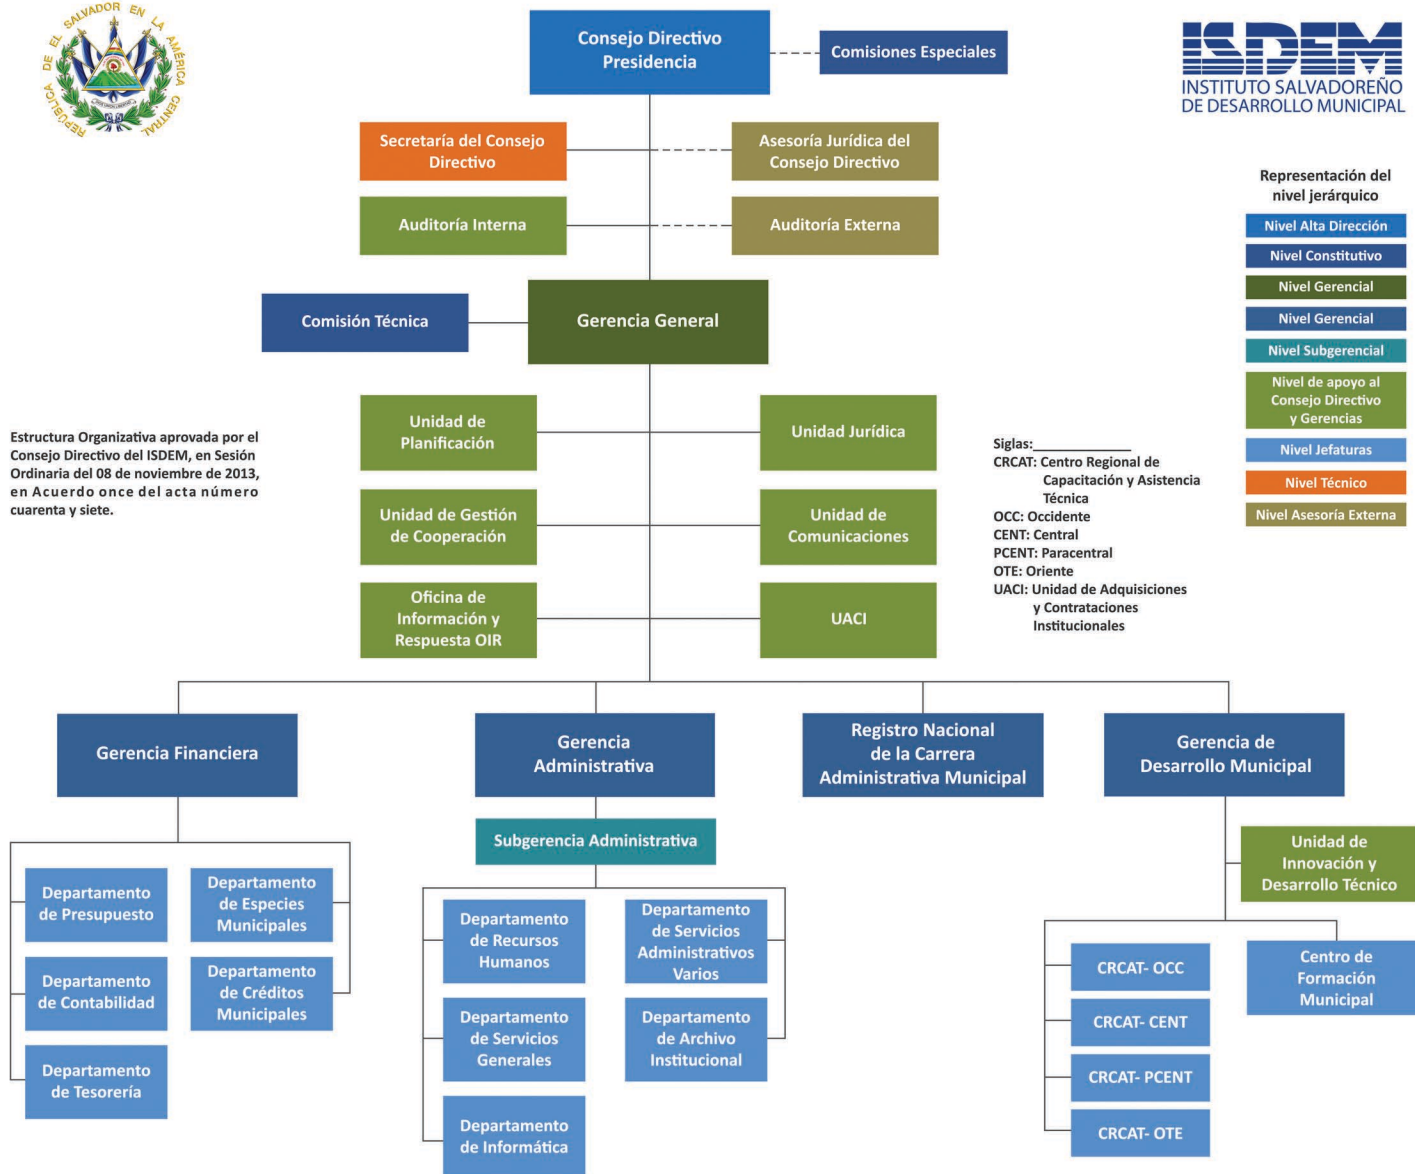 REPÚBLICA DE EL SALVADOR EN LA AMÉRICA CENTRAL
Consejo Directivo
Presidencia
Comisiones Especiales
ISDEM
INSTITUTO SALVADOREÑO
DE DESARROLLO MUNICIPAL
Secretaría del Consejo
Directivo
Asesoría Jurídica del
Consejo Directivo
Auditoría Interna
Auditoría Externa
Representación del
nivel jerárquico
Nivel Alta Dirección
Nivel Constitutivo
Nivel Gerencial
Nivel Gerencial
Nivel Subgerencial
Nivel de apoyo al
Consejo Directivo
y Gerencias
Nivel Jefaturas
Nivel Técnico
Nivel Asesoría Externa
Comisión Técnica
Gerencia General
Estructura Organizativa aprovada por el
Consejo Directivo del ISDEM, en Sesión
Ordinaria del 08 de noviembre de 2013,
en Acuerdo once del acta número
cuarenta y siete.
Unidad de
Planificación
Unidad Jurídica
Unidad de Gestión
de Cooperación
Unidad de
Comunicaciones
Oficina de
Información y
Respuesta OIR
UACI
Siglas:
CRCAT: Centro Regional de
Capacitación y Asistencia
Técnica
OCC: Occidente
CENT: Central
PCENT: Paracentral
OTE: Oriente
UACI: Unidad de Adquisiciones
y Contrataciones
Institucionales
Gerencia Financiera
Gerencia
Administrativa
Registro Nacional
de la Carrera
Administrativa Municipal
Gerencia de
Desarrollo Municipal
Subgerencia Administrativa
Unidad de
Innovación y
Desarrollo Técnico
Departamento
de Presupuesto
Departamento
de Especies
Municipales
Departamento
de Contabilidad
Departamento
de Créditos
Municipales
Departamento
de Tesorería
Departamento
de Recursos
Humanos
Departamento
de Servicios
Administrativos
Varios
Departamento
de Servicios
Generales
Departamento
de Archivo
Institucional
Departamento
de Informática
CRCAT- OCC
CRCAT- CENT
CRCAT- PCENT
CRCAT- OTE
Centro de
Formación
Municipal